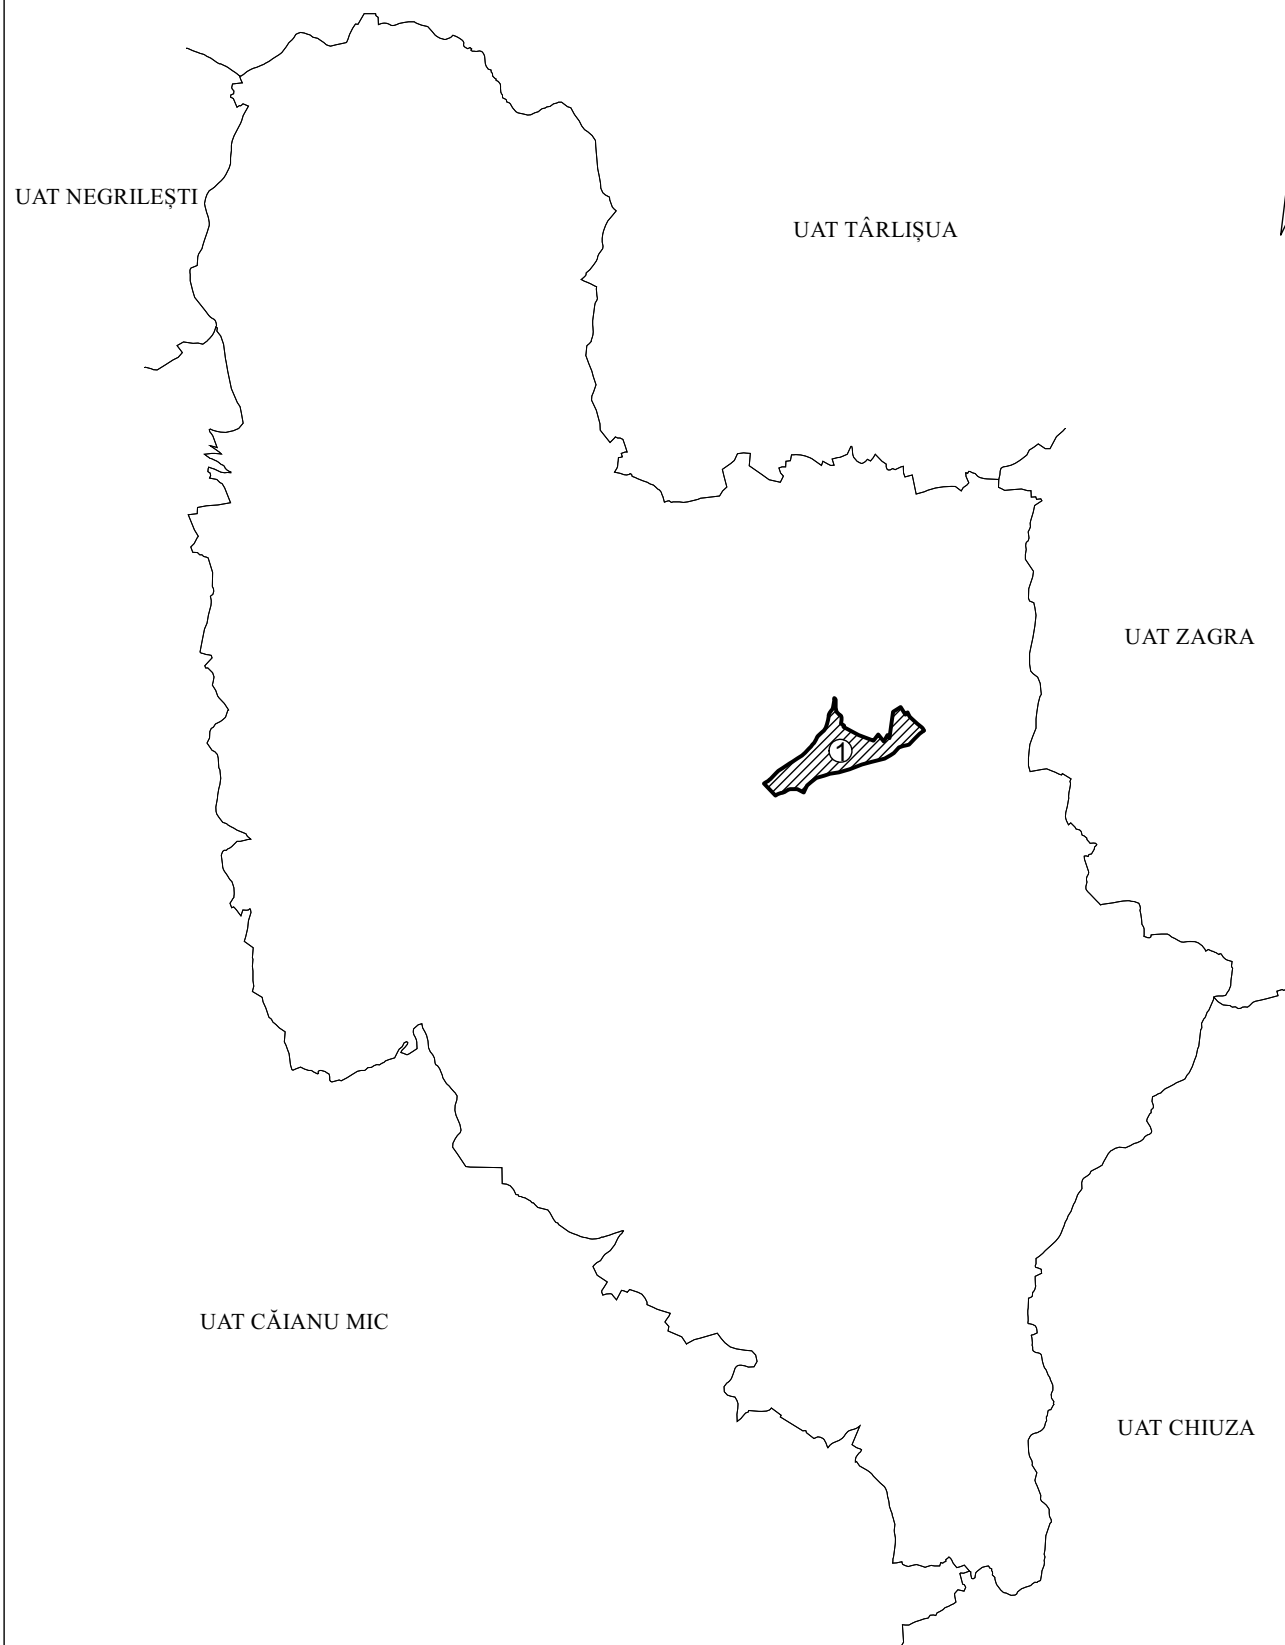 UAT NEGRILEȘTI
UAT TÂRLIȘUA
UAT ZAGRA
1
UAT CĂIANU MIC
UAT CHIUZA